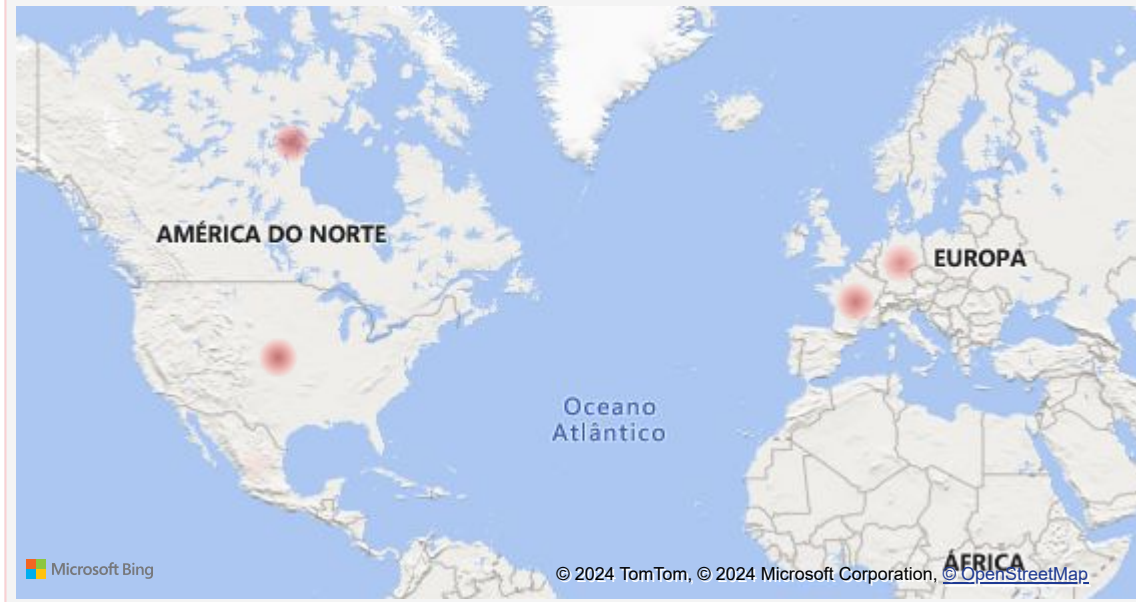 AMÉRICA DO NORTE
EUROPA
Oceano
Atlântico
ÁFRICA
Microsoft Bing
© 2024 TomTom, © 2024 Microsoft Corporation, © OpenStreetMap